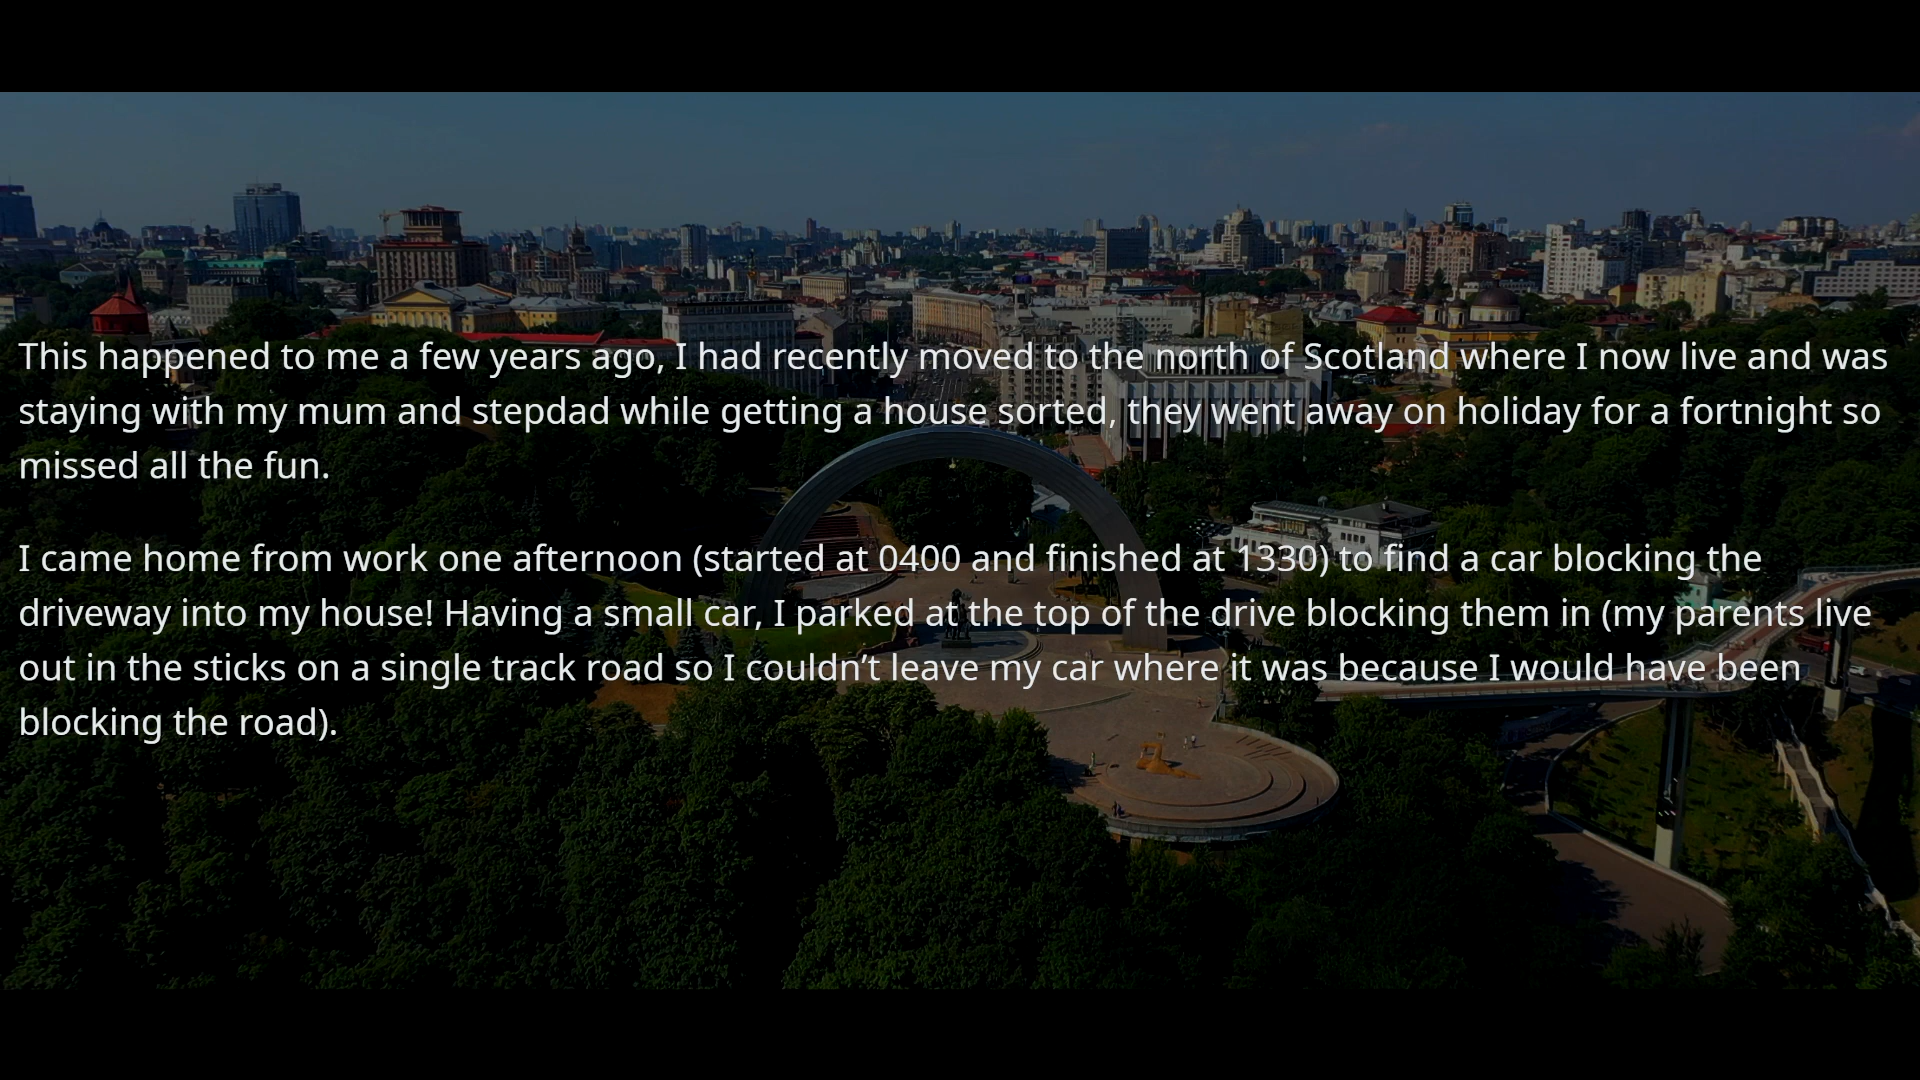 This happened to me a few years ago, I had recently moved to the north of Scotland where I now live and was
staying with my mum and stepdad while getting a house sorted, they went away on holiday for a fortnight so
missed all the fun.
I came home from work one afternoon (started at 0400 and finished at 1330) to find a car blocking the
driveway into my house! Having a small car, I parked at the top of the drive blocking them in (my parents live
out in the sticks on a single track road so I couldn’t leave my car where it was because I would have been
blocking the road).